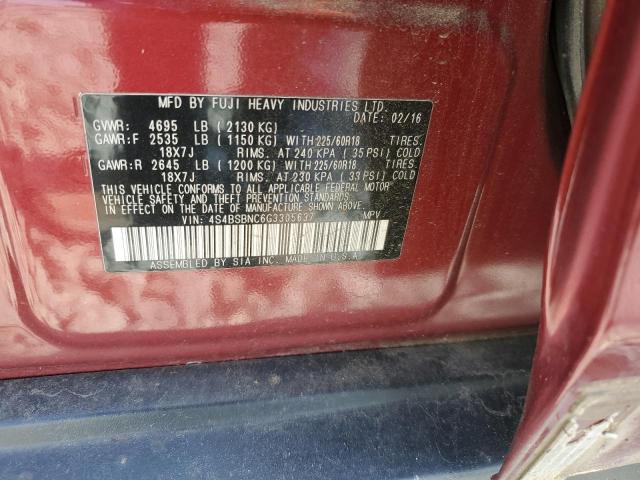 MFD BY FUJI HEAVY INDUSTRIES LTD.
DATE: 02/16
GVWR: 4695 LB (2130 KG)
GAWR:F 2535 LB (1150 KG) WITH 225/60R18 TIRES.
18X7J RIMS. AT 240 KPA (35 PSI) COLD
GAWR:R 2645 LB (1200 KG) WITH 225/60R18 TIRES.
18X7J RIMS. AT 230 KPA (33 PSI) COLD
THIS VEHICLE CONFORMS TO ALL APPLICABLE FEDERAL MOTOR
VEHICLE SAFETY AND THEFT PREVENTION STANDARDS
IN EFFECT ON THE DATE OF MANUFACTURE SHOWN ABOVE.
VIN: 4S4BSBNC6G3305637 MPV
ASSEMBLED BY SIA INC. MADE IN U.S.A.